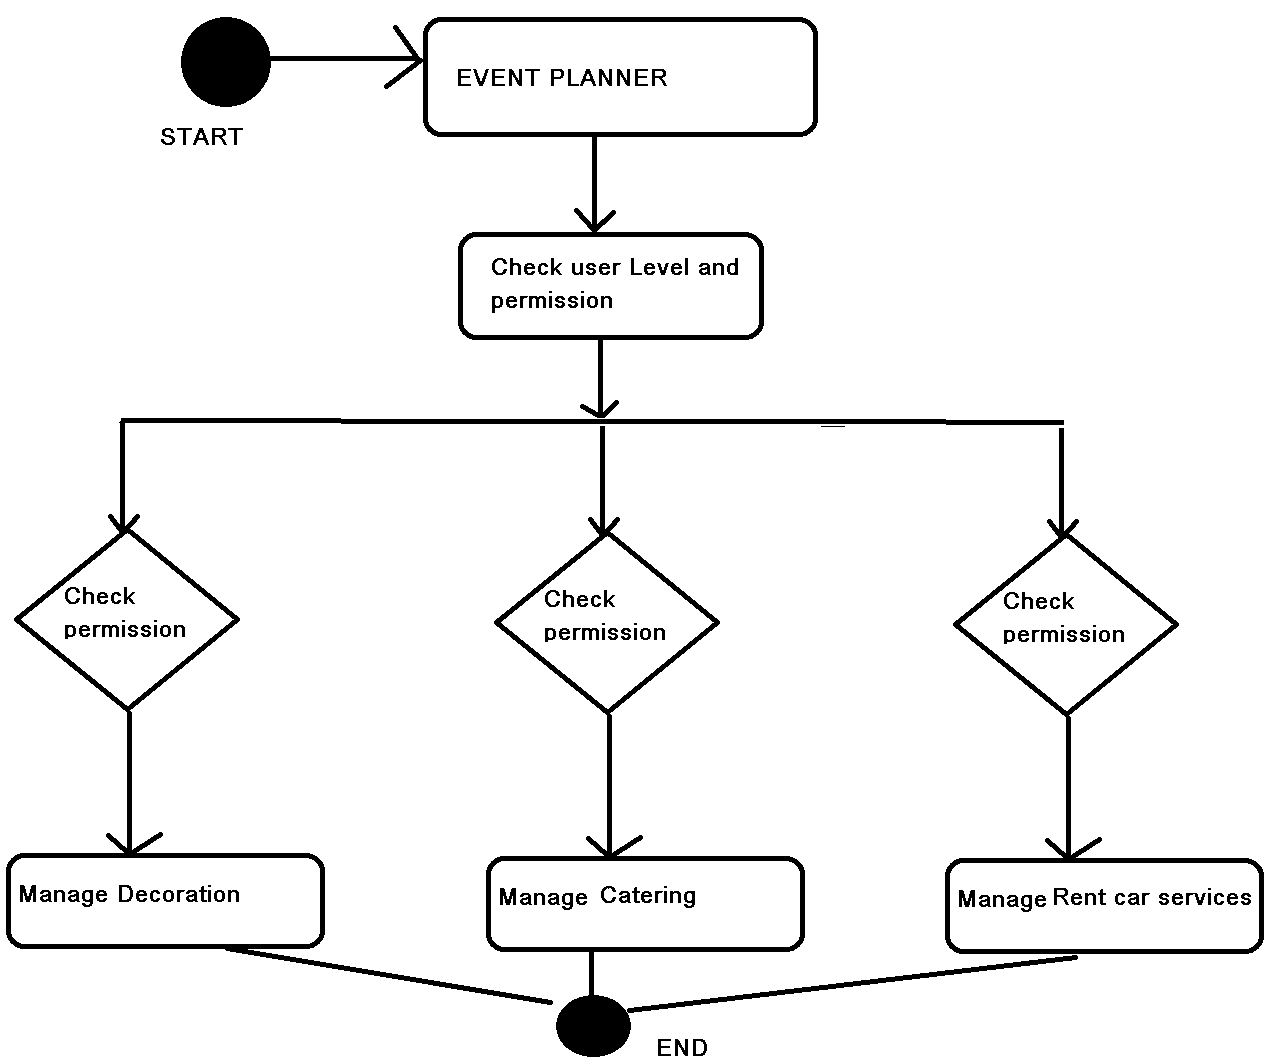 EVENT PLANNER
START
Check user Level and
permission
Check
permission
Check
permission
Check
permission
Manage Decoration
Manage Catering
Manage Rent car services
END